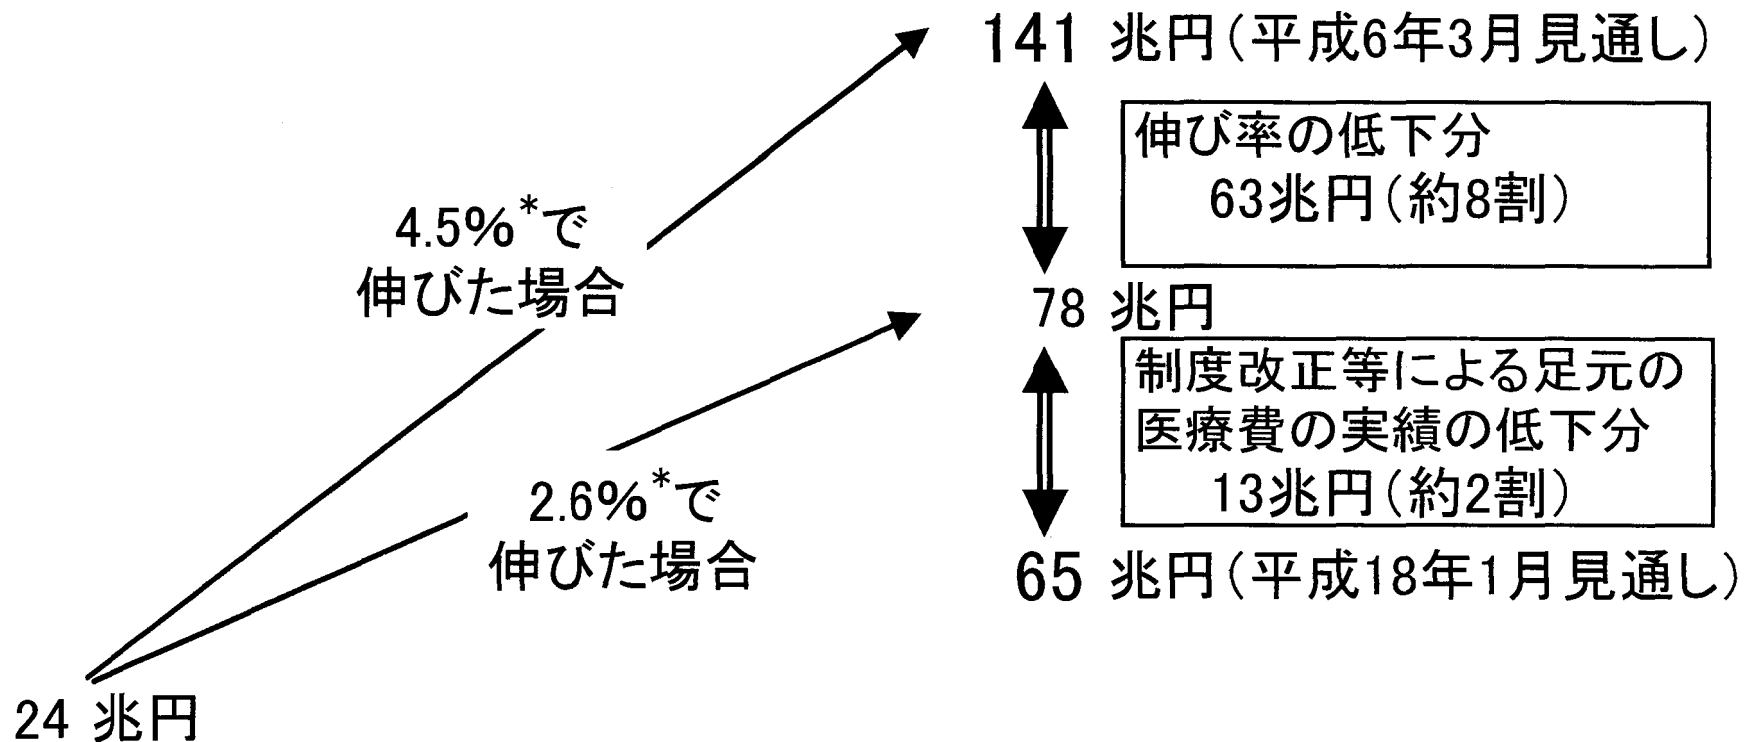 141 兆円(平成6年3月見通し)
伸び率の低下分
63兆円(約8割)
4.5%*で
伸びた場合
78 兆円
制度改正等による足元の
医療費の実績の低下分
13兆円(約2割)
2.6%*で
伸びた場合
65 兆円(平成18年1月見通し)
24 兆円